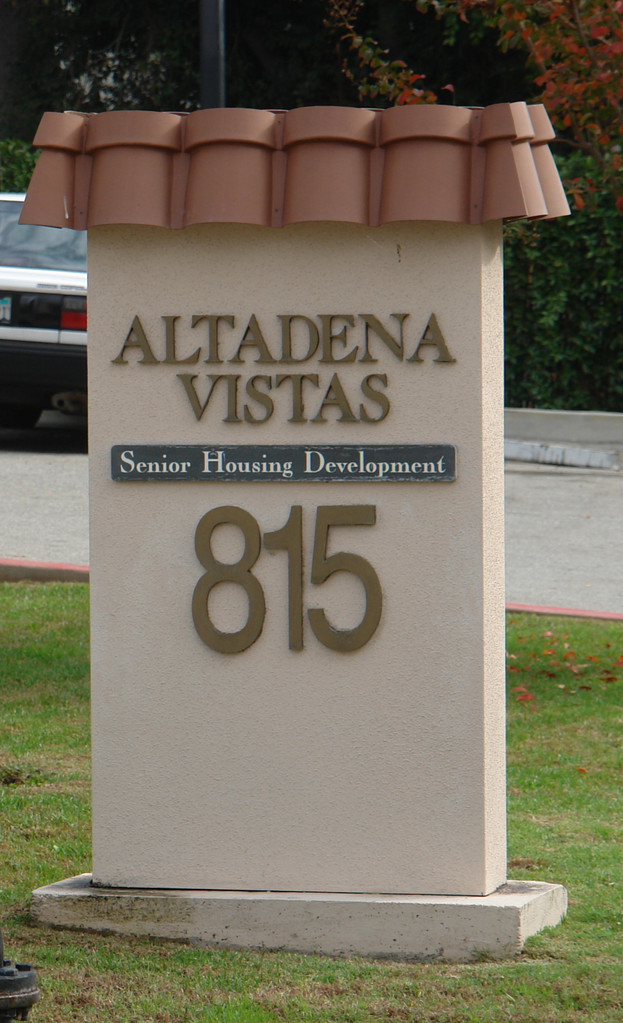 ALTADENA
VISTAS
Senior Housing Development
815